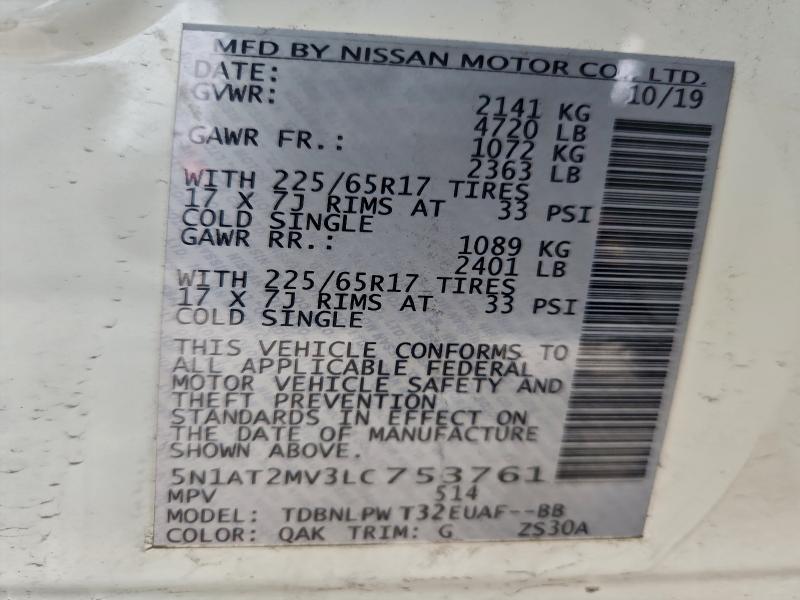 MFD BY NISSAN MOTOR CO., LTD.
DATE: 10/19
GVWR: 2141 KG
4720 LB
GAWR FR.: 1072 KG
2363 LB
WITH 225/65R17 TIRES
17 X 7J RIMS AT 33 PSI
COLD SINGLE
GAWR RR.: 1089 KG
2401 LB
WITH 225/65R17 TIRES
17 X 7J RIMS AT 33 PSI
COLD SINGLE
THIS VEHICLE CONFORMS TO
ALL APPLICABLE FEDERAL
MOTOR VEHICLE SAFETY AND
THEFT PREVENTION
STANDARDS IN EFFECT ON
THE DATE OF MANUFACTURE
SHOWN ABOVE.
5N1AT2MV3LC753761
MPV 514
MODEL: TDBNLPW T32EUAF--BB
COLOR: QAK TRIM: G ZS30A